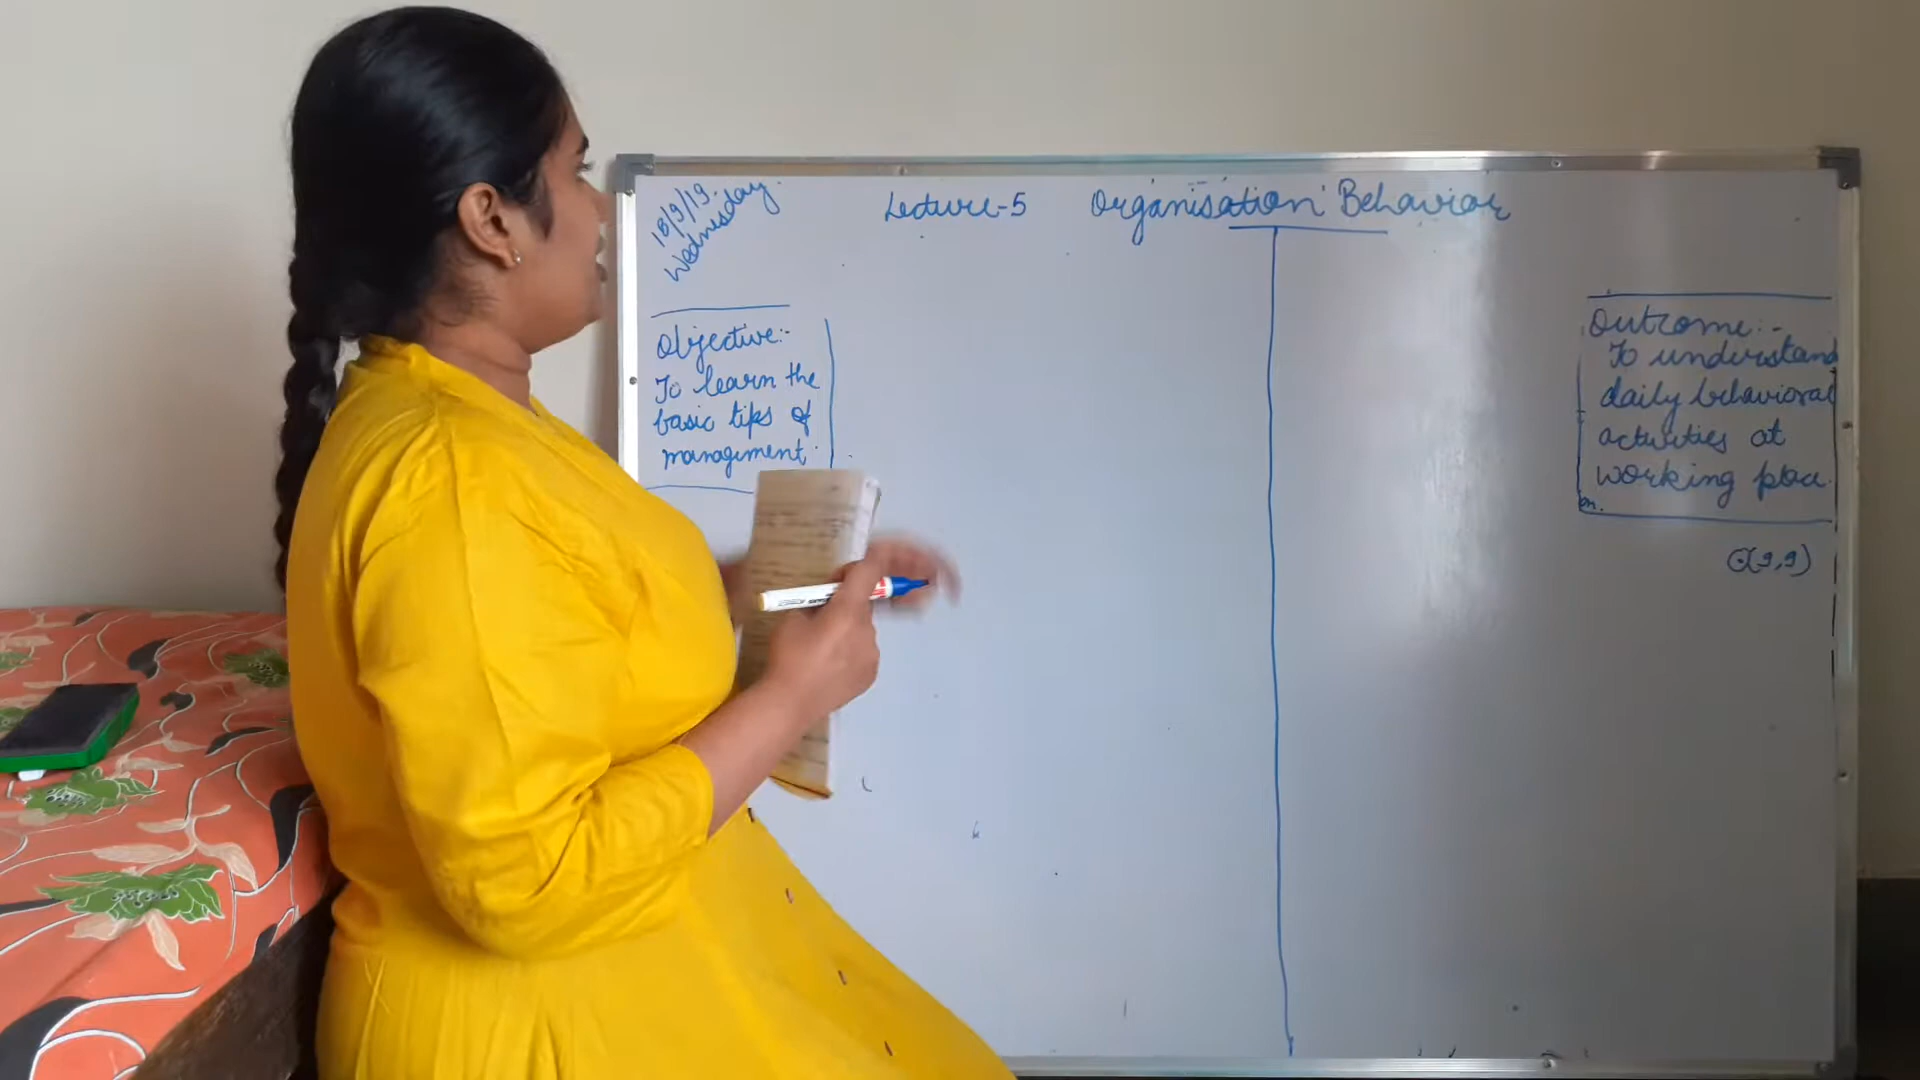 18/9/19.
Wednesday.
Lecture-5 Organisation Behavior
Objective:-
To learn the
basic tips of
management.
Outcome:-
To understand
daily behavioral
activities at
working place.